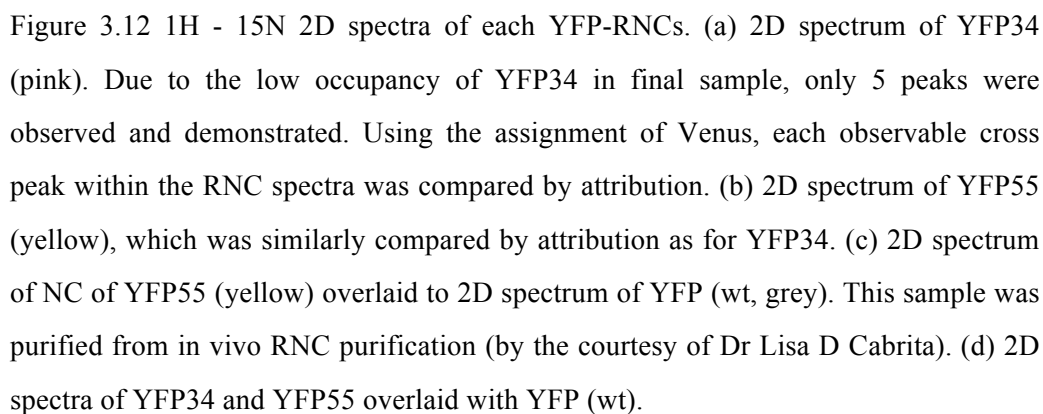 Figure 3.12 1H - 15N 2D spectra of each YFP-RNCs. (a) 2D spectrum of YFP34
(pink). Due to the low occupancy of YFP34 in final sample, only 5 peaks were
observed and demonstrated. Using the assignment of Venus, each observable cross
peak within the RNC spectra was compared by attribution. (b) 2D spectrum of YFP55
(yellow), which was similarly compared by attribution as for YFP34. (c) 2D spectrum
of NC of YFP55 (yellow) overlaid to 2D spectrum of YFP (wt, grey). This sample was
purified from in vivo RNC purification (by the courtesy of Dr Lisa D Cabrita). (d) 2D
spectra of YFP34 and YFP55 overlaid with YFP (wt).